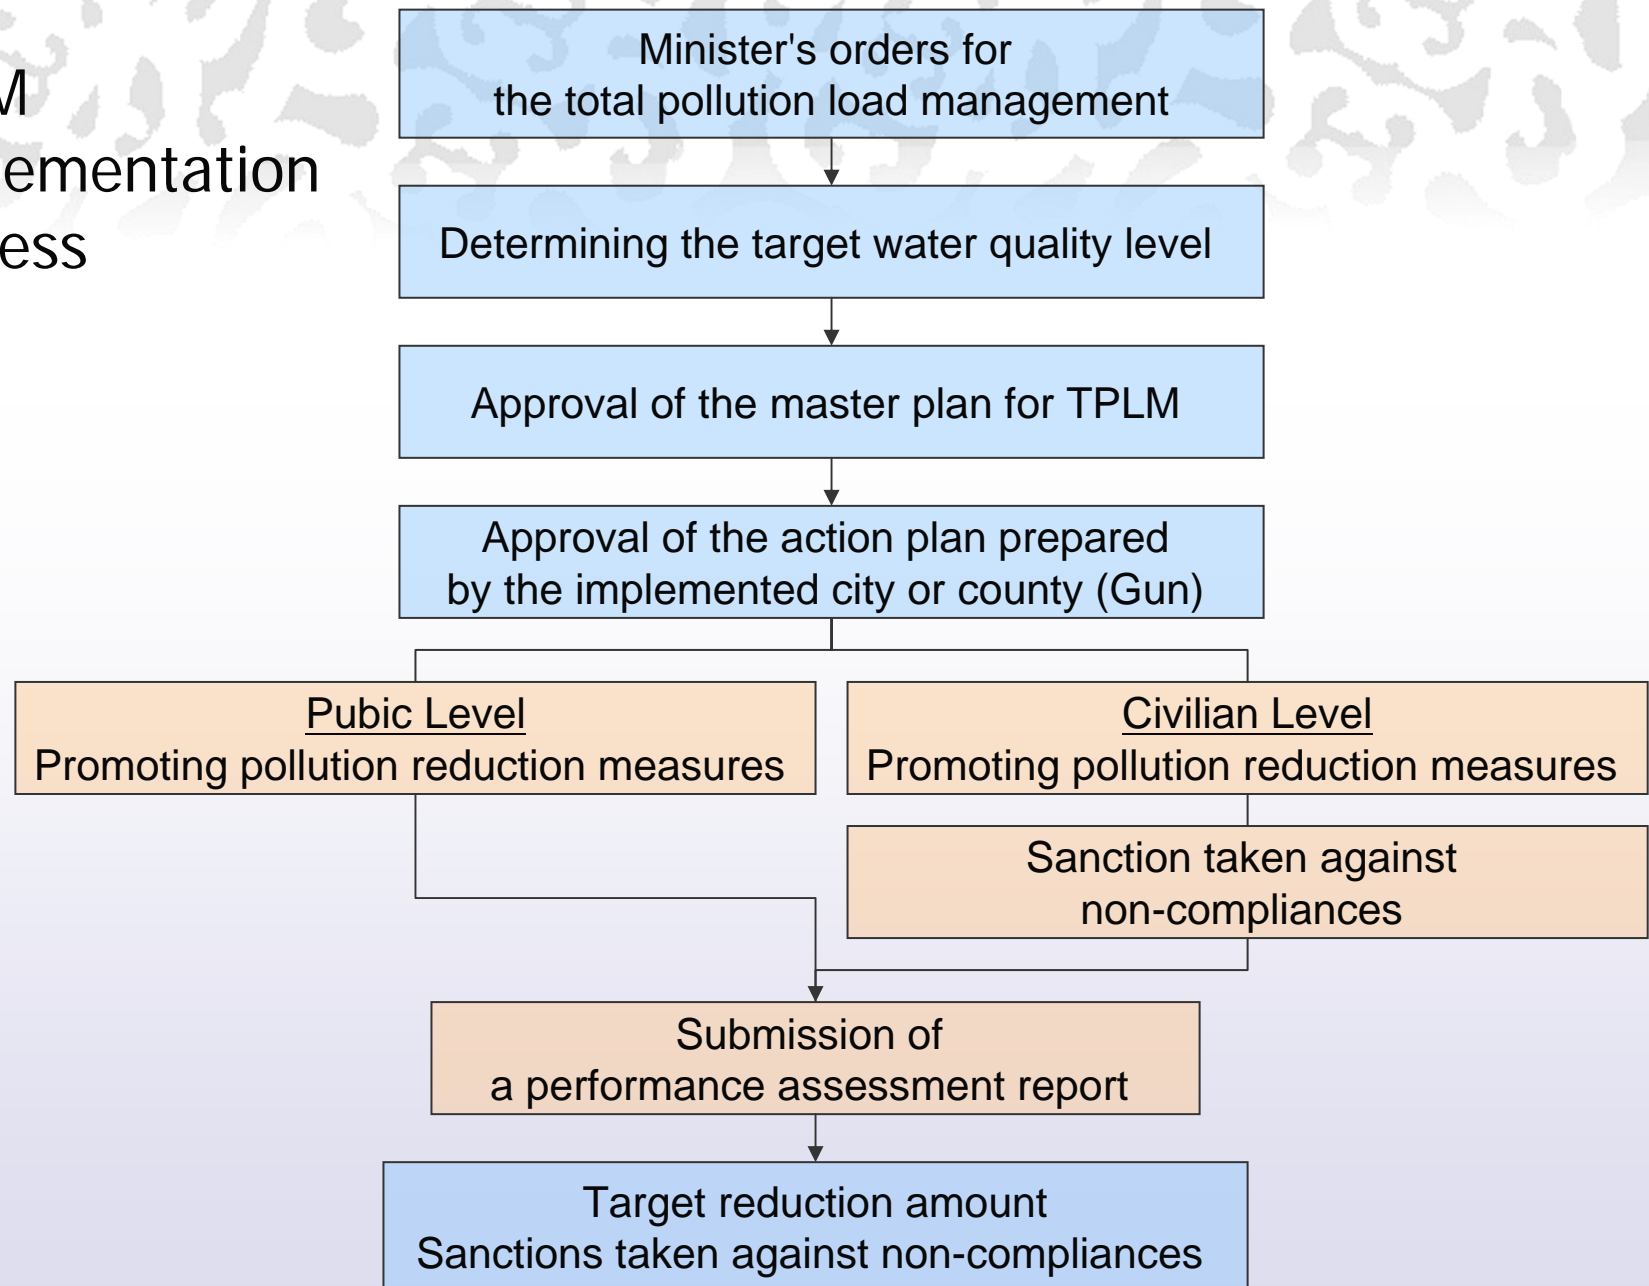 M
ementation
ess
Minister's orders for
the total pollution load management
Determining the target water quality level
Approval of the master plan for TPLM
Approval of the action plan prepared
by the implemented city or county (Gun)
Pubic Level
Promoting pollution reduction measures
Civilian Level
Promoting pollution reduction measures
Sanction taken against
non-compliances
Submission of
a performance assessment report
Target reduction amount
Sanctions taken against non-compliances